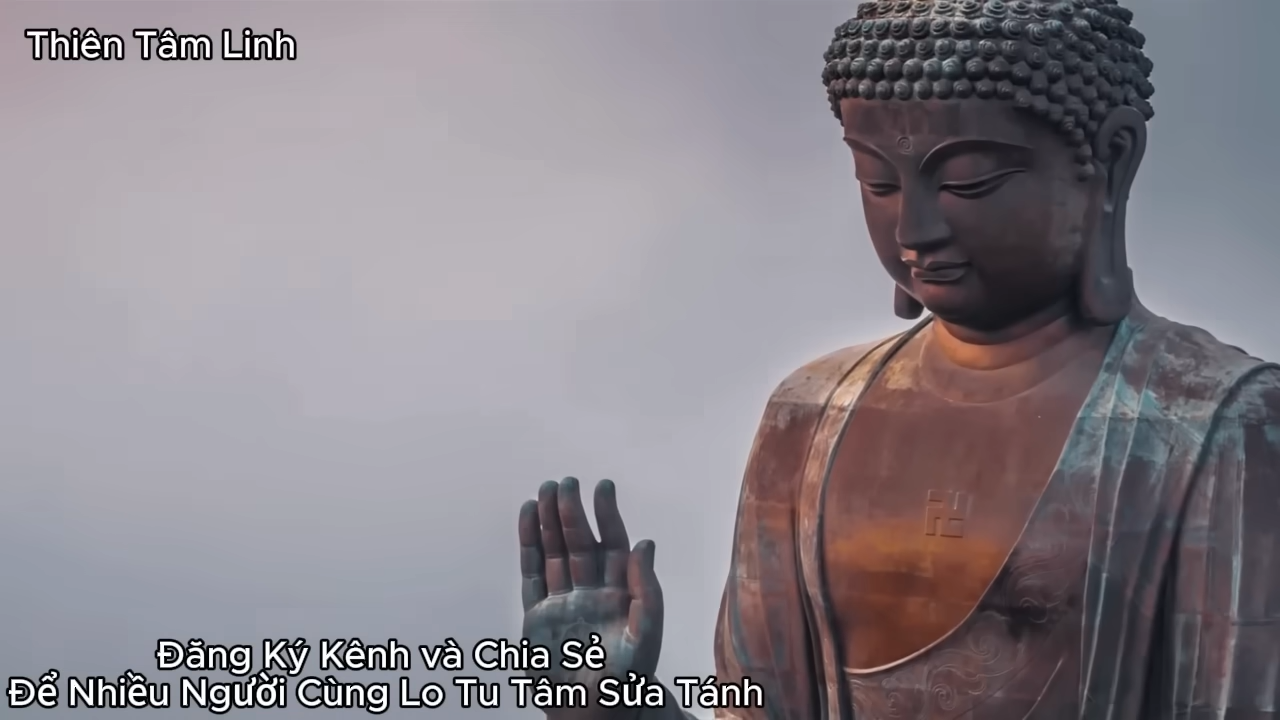 Thiên Tâm Linh
Đăng Ký Kênh và Chia Sẻ
Để Nhiều Người Cùng Lo Tu Tâm Sửa Tánh